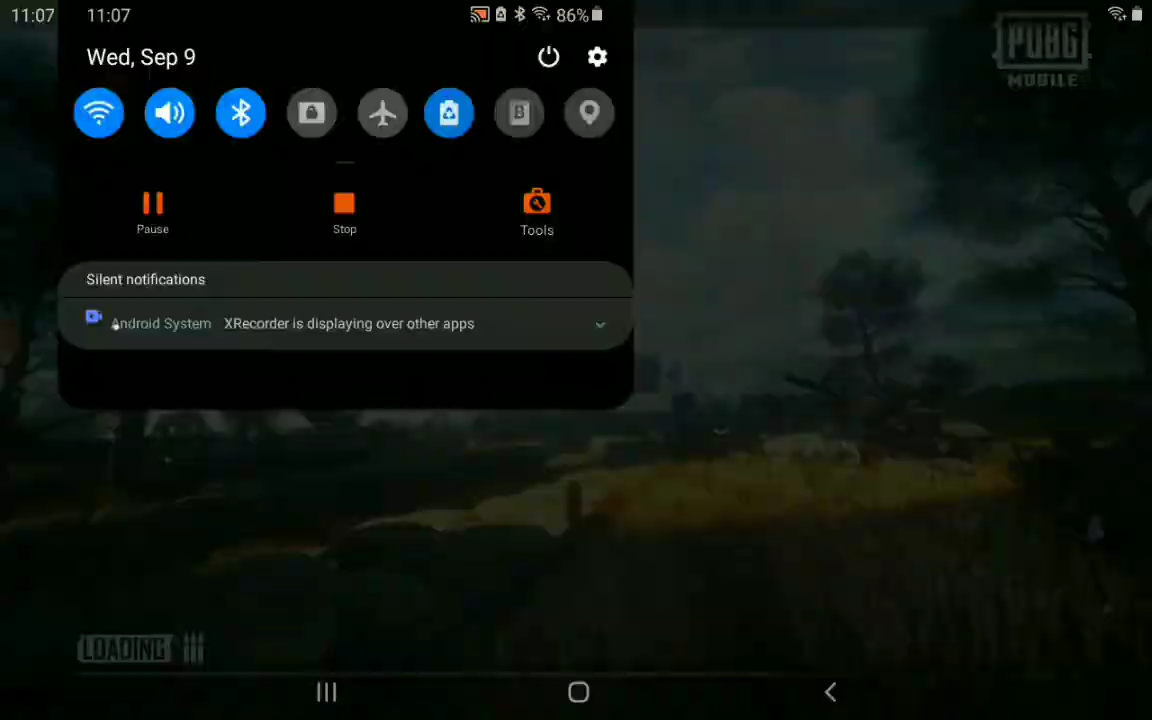 11:07
11:07
86%
Wed, Sep 9
PUBG
MOBILE
Pause
Stop
Tools
Silent notifications
Android System XRecorder is displaying over other apps
LOADING